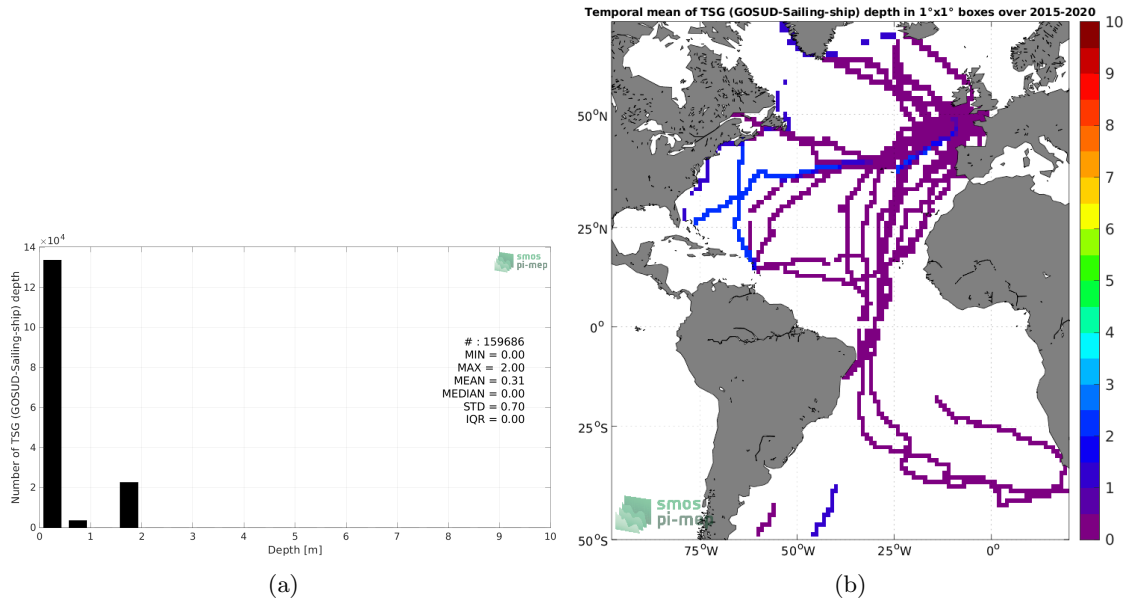 ×10⁴
14
12
10
8
6
4
2
0
Number of TSG (GOSUD-Sailing-ship) depth
smos
pi-mep
# : 159686
MIN = 0.00
MAX = 2.00
MEAN = 0.31
MEDIAN = 0.00
STD = 0.70
IQR = 0.00
0 1 2 3 4 5 6 7 8 9 10
Depth [m]
(a)
Temporal mean of TSG (GOSUD-Sailing-ship) depth in 1°x1° boxes over 2015-2020
50°N
25°N
0°
25°S
50°S
75°W 50°W 25°W 0°
smos
pi-mep
10
9
8
7
6
5
4
3
2
1
0
(b)